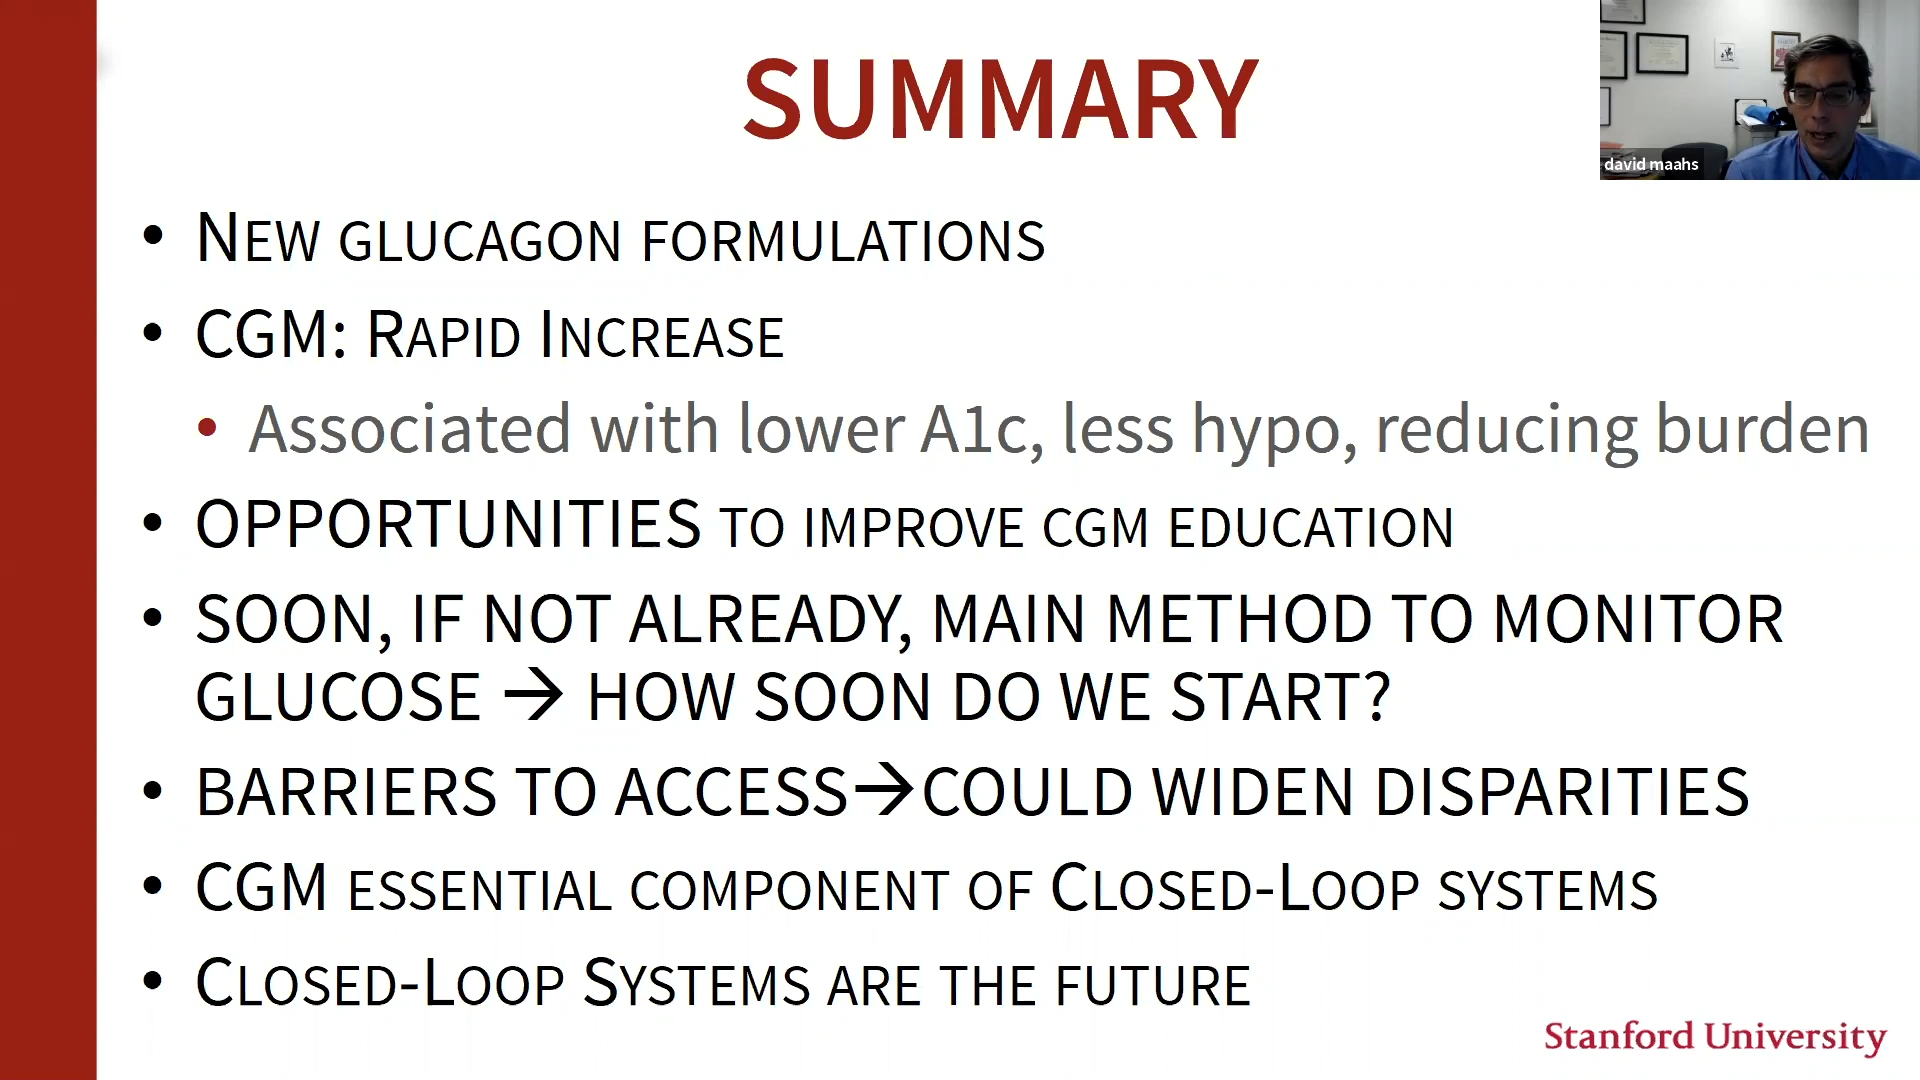 SUMMARY
david maahs
• NEW GLUCAGON FORMULATIONS
• CGM: RAPID INCREASE
• Associated with lower A1c, less hypo, reducing burden
• OPPORTUNITIES TO IMPROVE CGM EDUCATION
• SOON, IF NOT ALREADY, MAIN METHOD TO MONITOR
GLUCOSE → HOW SOON DO WE START?
• BARRIERS TO ACCESS→COULD WIDEN DISPARITIES
• CGM ESSENTIAL COMPONENT OF CLOSED-LOOP SYSTEMS
• CLOSED-LOOP SYSTEMS ARE THE FUTURE
Stanford University